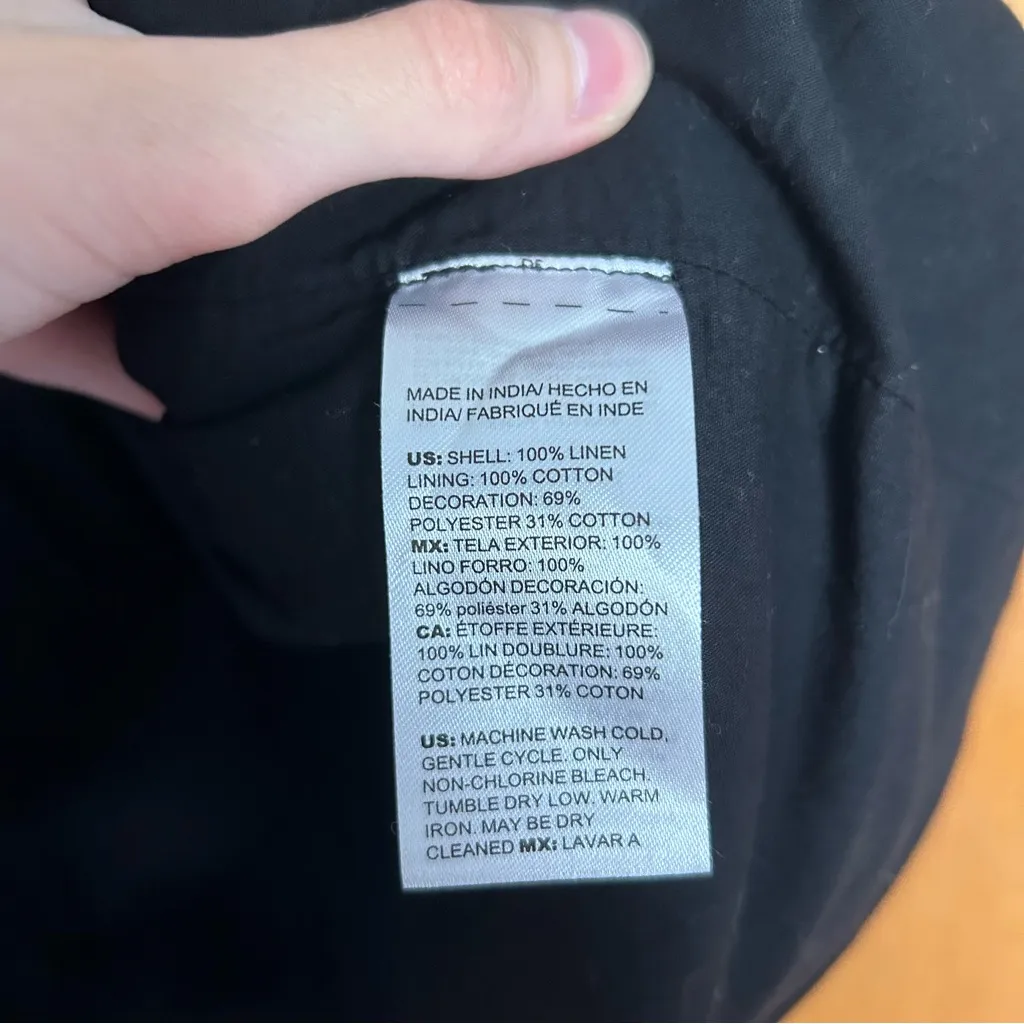 MADE IN INDIA/ HECHO EN
INDIA/ FABRIQUÉ EN INDE
US: SHELL: 100% LINEN
LINING: 100% COTTON
DECORATION: 69%
POLYESTER 31% COTTON
MX: TELA EXTERIOR: 100%
LINO FORRO: 100%
ALGODÓN DECORACIÓN:
69% poliéster 31% ALGODÓN
CA: ÉTOFFE EXTÉRIEURE:
100% LIN DOUBLURE: 100%
COTON DÉCORATION: 69%
POLYESTER 31% COTON
US: MACHINE WASH COLD,
GENTLE CYCLE. ONLY
NON-CHLORINE BLEACH.
TUMBLE DRY LOW. WARM
IRON. MAY BE DRY
CLEANED MX: LAVAR A